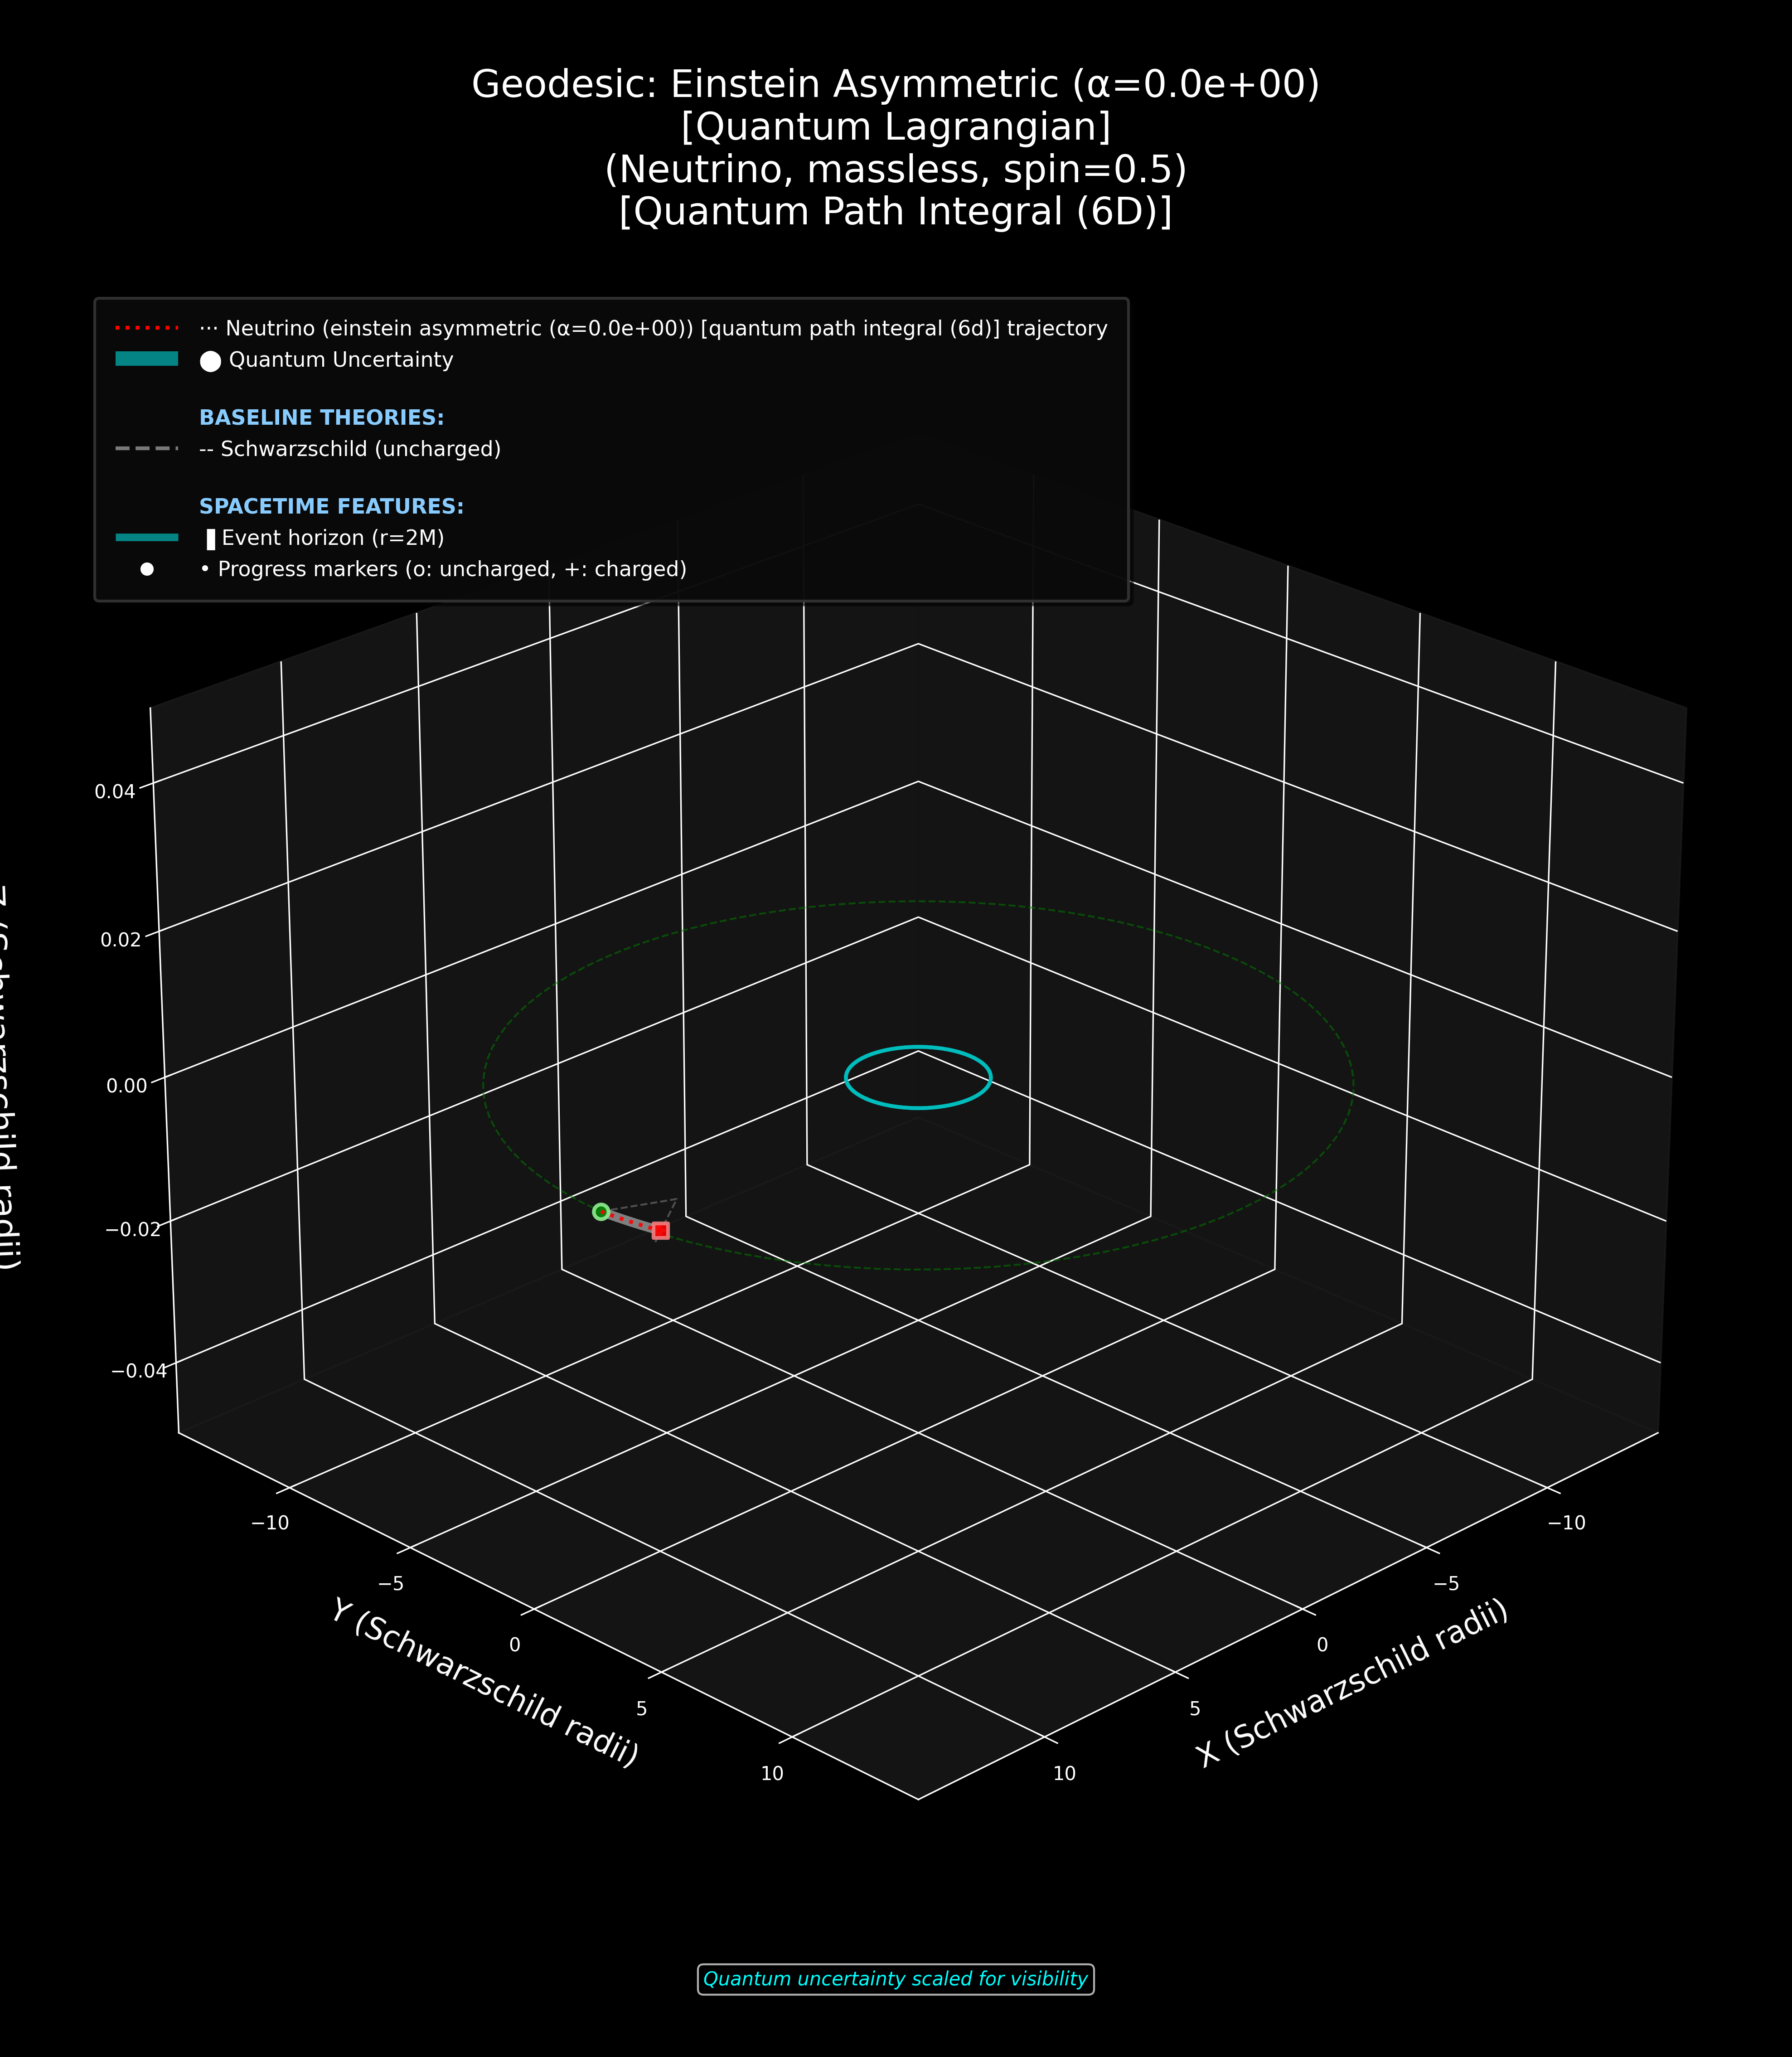 Geodesic: Einstein Asymmetric (α=0.0e+00)
[Quantum Lagrangian]
(Neutrino, massless, spin=0.5)
[Quantum Path Integral (6D)]
··· Neutrino (einstein asymmetric (α=0.0e+00)) [quantum path integral (6d)] trajectory
● Quantum Uncertainty
BASELINE THEORIES:
-- Schwarzschild (uncharged)
SPACETIME FEATURES:
▐ Event horizon (r=2M)
• Progress markers (o: uncharged, +: charged)
0.04
0.02
0.00
−0.02
−0.04
Z (Schwarzschild radii)
−10
−5
0
5
10
Y (Schwarzschild radii)
−10
−5
0
5
10
X (Schwarzschild radii)
Quantum uncertainty scaled for visibility